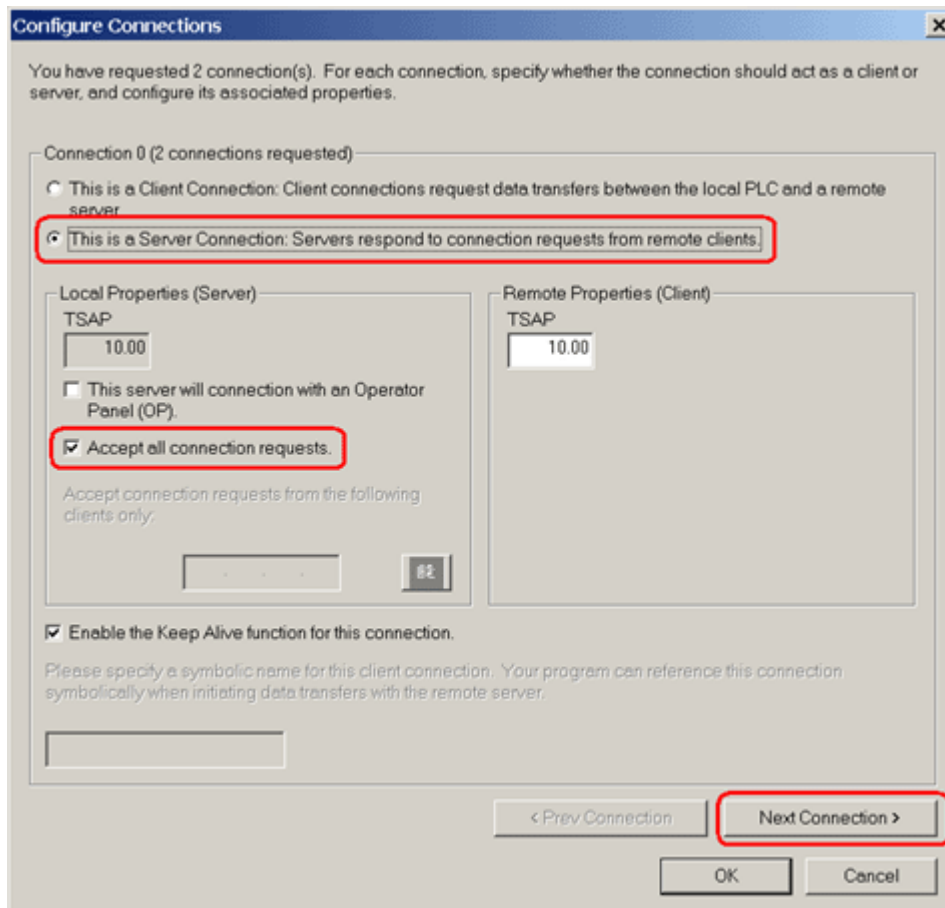 Configure Connections
You have requested 2 connection(s). For each connection, specify whether the connection should act as a client or
server, and configure its associated properties.
Connection 0 (2 connections requested)
This is a Client Connection: Client connections request data transfers between the local PLC and a remote
server
This is a Server Connection: Servers respond to connection requests from remote clients.
Local Properties (Server)
TSAP
10.00
This server will connection with an Operator
Panel (OP).
Accept all connection requests.
Accept connection requests from the following
clients only:
. . .
Remote Properties (Client)
TSAP
10.00
Enable the Keep Alive function for this connection.
Please specify a symbolic name for this client connection. Your program can reference this connection
symbolically when initiating data transfers with the remote server.
< Prev Connection
Next Connection >
OK
Cancel